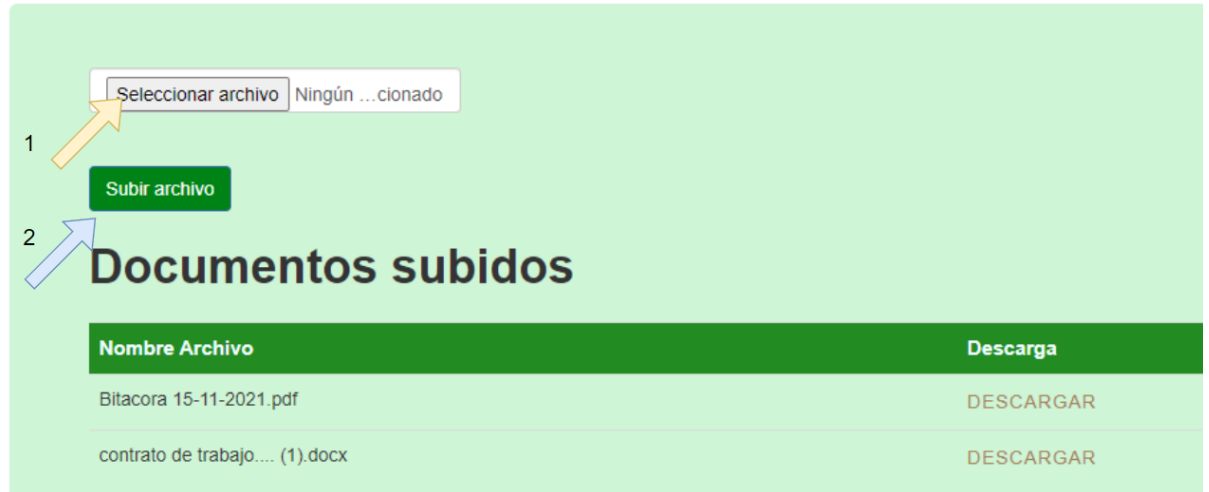 Seleccionar archivo Ningún ...cionado
1
Subir archivo
2
Documentos subidos
Nombre Archivo Descarga
Bitacora 15-11-2021.pdf DESCARGAR
contrato de trabajo.... (1).docx DESCARGAR